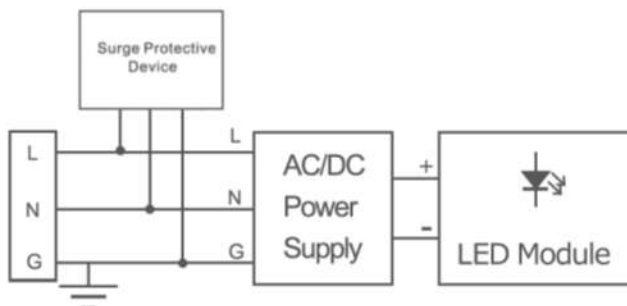 Surge Protective
Device
L
N
G
L
N
G
AC/DC
Power
Supply
+
-
LED Module